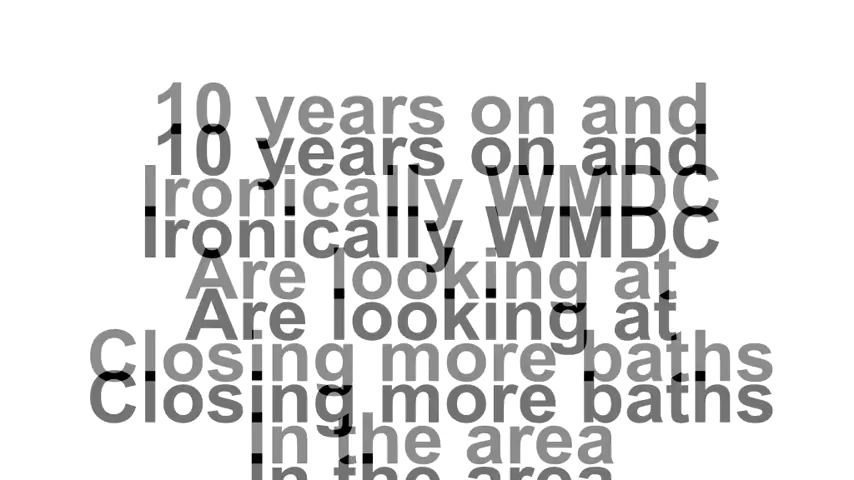 10 years on and
10 years on and
Ironically WMDC
Ironically WMDC
Are looking at
Are looking at
Closing more baths
Closing more baths
In the area
In the area